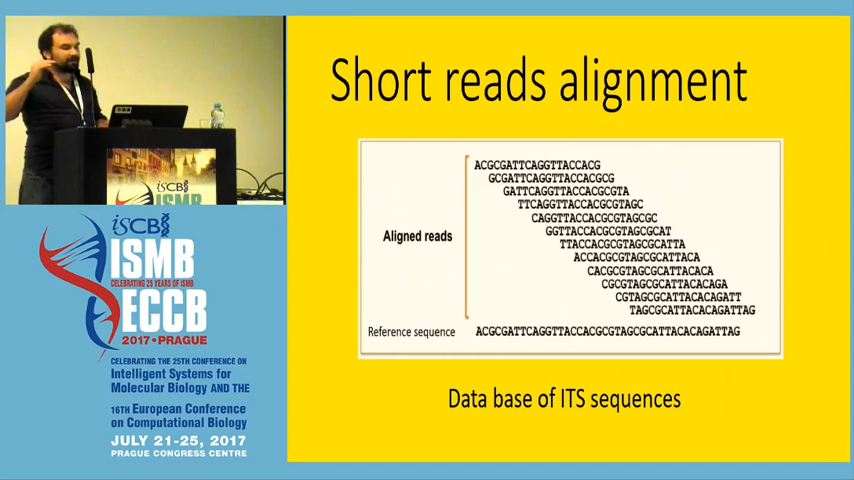 Short reads alignment
ACGCGATTCAGGTTACCACG
GCGATTCAGGTTACCACGCG
GATTCAGGTTACCACGCGTA
TTCAGGTTACCACGCGTAGC
CAGGTTACCACGCGTAGCGC
GGTTACCACGCGTAGCGCAT
TTACCACGCGTAGCGCATTA
ACCACGCGTAGCGCATTACA
CACGCGTAGCGCATTACACA
CGCGTAGCGCATTACACAGA
CGTAGCGCATTACACAGATT
TAGCGCATTACACAGATTAG
Aligned reads
Reference sequence
ACGCGATTCAGGTTACCACGCGTAGCGCATTACACAGATTAG
Data base of ITS sequences
iSCB
ISMB
iSCB
ISMB
CELEBRATING 25 YEARS OF ISMB
ECCB
2017 • PRAGUE
CELEBRATING THE 25TH CONFERENCE ON
Intelligent Systems for
Molecular Biology AND THE
16TH European Conference
on Computational Biology
JULY 21-25, 2017
PRAGUE CONGRESS CENTRE